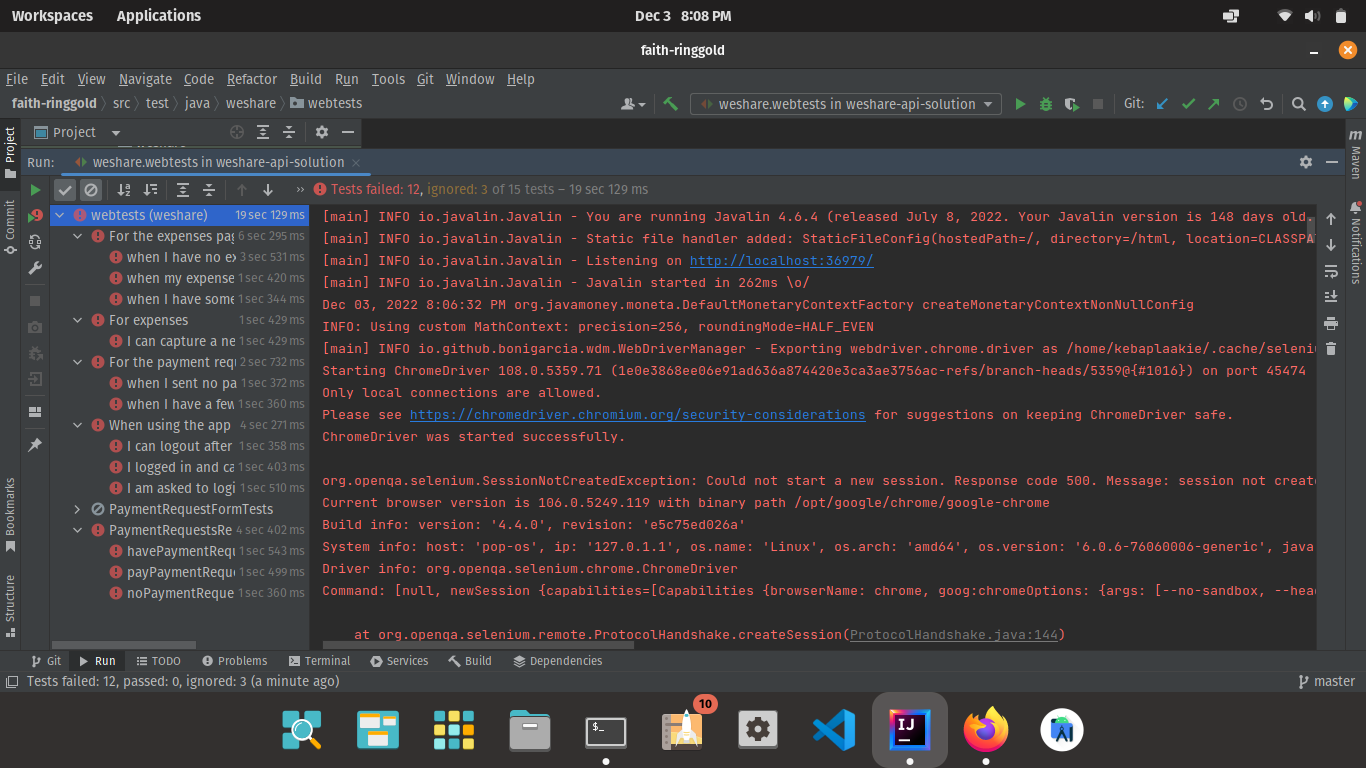 Workspaces Applications Dec 3 8:08 PM
faith-ringgold
File Edit View Navigate Code Refactor Build Run Tools Git Window Help
faith-ringgold src test java weshare webtests weshare.webtests in weshare-api-solution Git:
Project
Run: weshare.webtests in weshare-api-solution
Tests failed: 12, ignored: 3 of 15 tests – 19 sec 129 ms
webtests (weshare) 19 sec 129 ms
For the expenses pag 6 sec 295 ms
when I have no ex 3 sec 531 ms
when my expense 1 sec 420 ms
when I have some 1 sec 344 ms
For expenses 1 sec 429 ms
I can capture a ne 1 sec 429 ms
For the payment requ 2 sec 732 ms
when I sent no pa 1 sec 372 ms
when I have a few 1 sec 360 ms
When using the app 4 sec 271 ms
I can logout after 1 sec 358 ms
I logged in and ca 1 sec 403 ms
I am asked to logi 1 sec 510 ms
PaymentRequestFormTests
PaymentRequestsRe 4 sec 402 ms
havePaymentRequ 1 sec 543 ms
payPaymentReque 1 sec 499 ms
noPaymentReque 1 sec 360 ms
[main] INFO io.javalin.Javalin - You are running Javalin 4.6.4 (released July 8, 2022. Your Javalin version is 148 days old.
[main] INFO io.javalin.Javalin - Static file handler added: StaticFileConfig(hostedPath=/, directory=/html, location=CLASSPA
[main] INFO io.javalin.Javalin - Listening on http://localhost:36979/
[main] INFO io.javalin.Javalin - Javalin started in 262ms \o/
Dec 03, 2022 8:06:32 PM org.javamoney.moneta.DefaultMonetaryContextFactory createMonetaryContextNonNullConfig
INFO: Using custom MathContext: precision=256, roundingMode=HALF_EVEN
[main] INFO io.github.bonigarcia.wdm.WebDriverManager - Exporting webdriver.chrome.driver as /home/kebaplaakie/.cache/seleni
Starting ChromeDriver 108.0.5359.71 (1e0e3868ee06e91ad636a874420e3ca3ae3756ac-refs/branch-heads/5359@{#1016}) on port 45474
Only local connections are allowed.
Please see https://chromedriver.chromium.org/security-considerations for suggestions on keeping ChromeDriver safe.
ChromeDriver was started successfully.
org.openqa.selenium.SessionNotCreatedException: Could not start a new session. Response code 500. Message: session not create
Current browser version is 106.0.5249.119 with binary path /opt/google/chrome/google-chrome
Build info: version: '4.4.0', revision: 'e5c75ed026a'
System info: host: 'pop-os', ip: '127.0.1.1', os.name: 'Linux', os.arch: 'amd64', os.version: '6.0.6-76060006-generic', java
Driver info: org.openqa.selenium.chrome.ChromeDriver
Command: [null, newSession {capabilities=[Capabilities {browserName: chrome, goog:chromeOptions: {args: [--no-sandbox, --hea
at org.openqa.selenium.remote.ProtocolHandshake.createSession(ProtocolHandshake.java:144)
Project
Commit
Bookmarks
Structure
m
Maven
Notifications
Git Run TODO Problems Terminal Services Build Dependencies
Tests failed: 12, passed: 0, ignored: 3 (a minute ago) master
$_
10
IJ